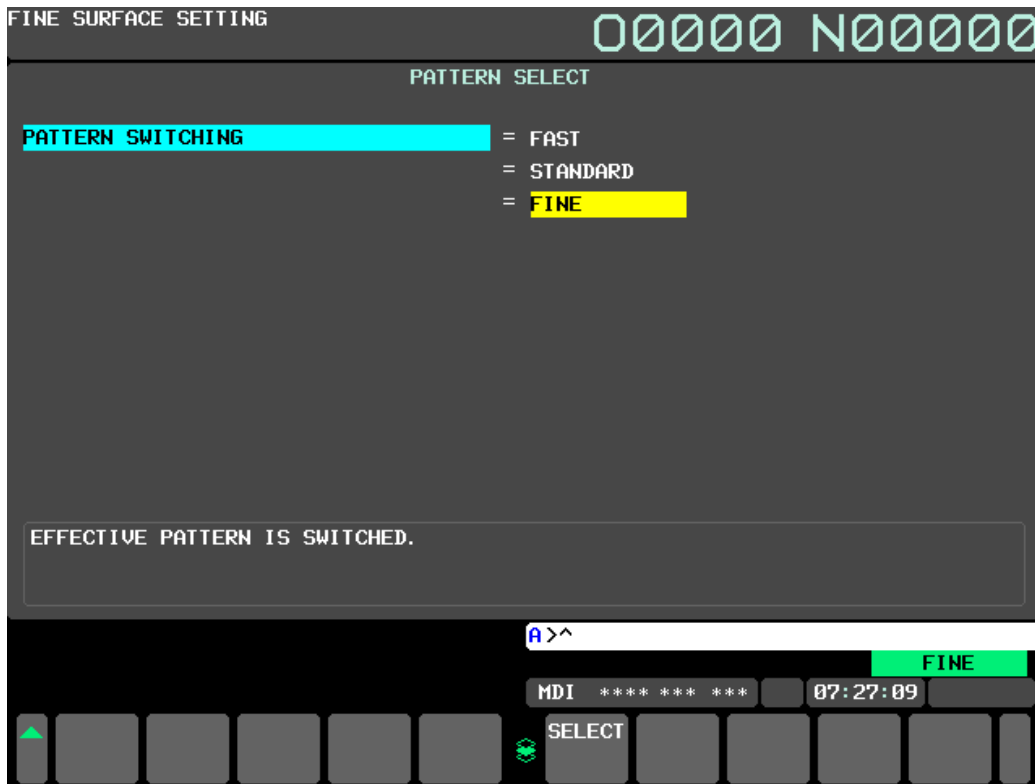 FINE SURFACE SETTING
O0000 N00000
PATTERN SELECT
PATTERN SWITCHING = FAST
= STANDARD
= FINE
EFFECTIVE PATTERN IS SWITCHED.
A>^
FINE
MDI **** *** *** 07:27:09
SELECT